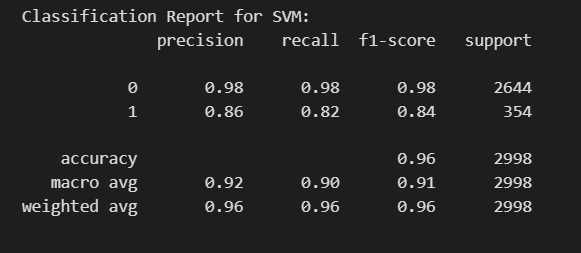 Classification Report for SVM:
precision recall f1-score support
0 0.98 0.98 0.98 2644
1 0.86 0.82 0.84 354
accuracy 0.96 2998
macro avg 0.92 0.90 0.91 2998
weighted avg 0.96 0.96 0.96 2998